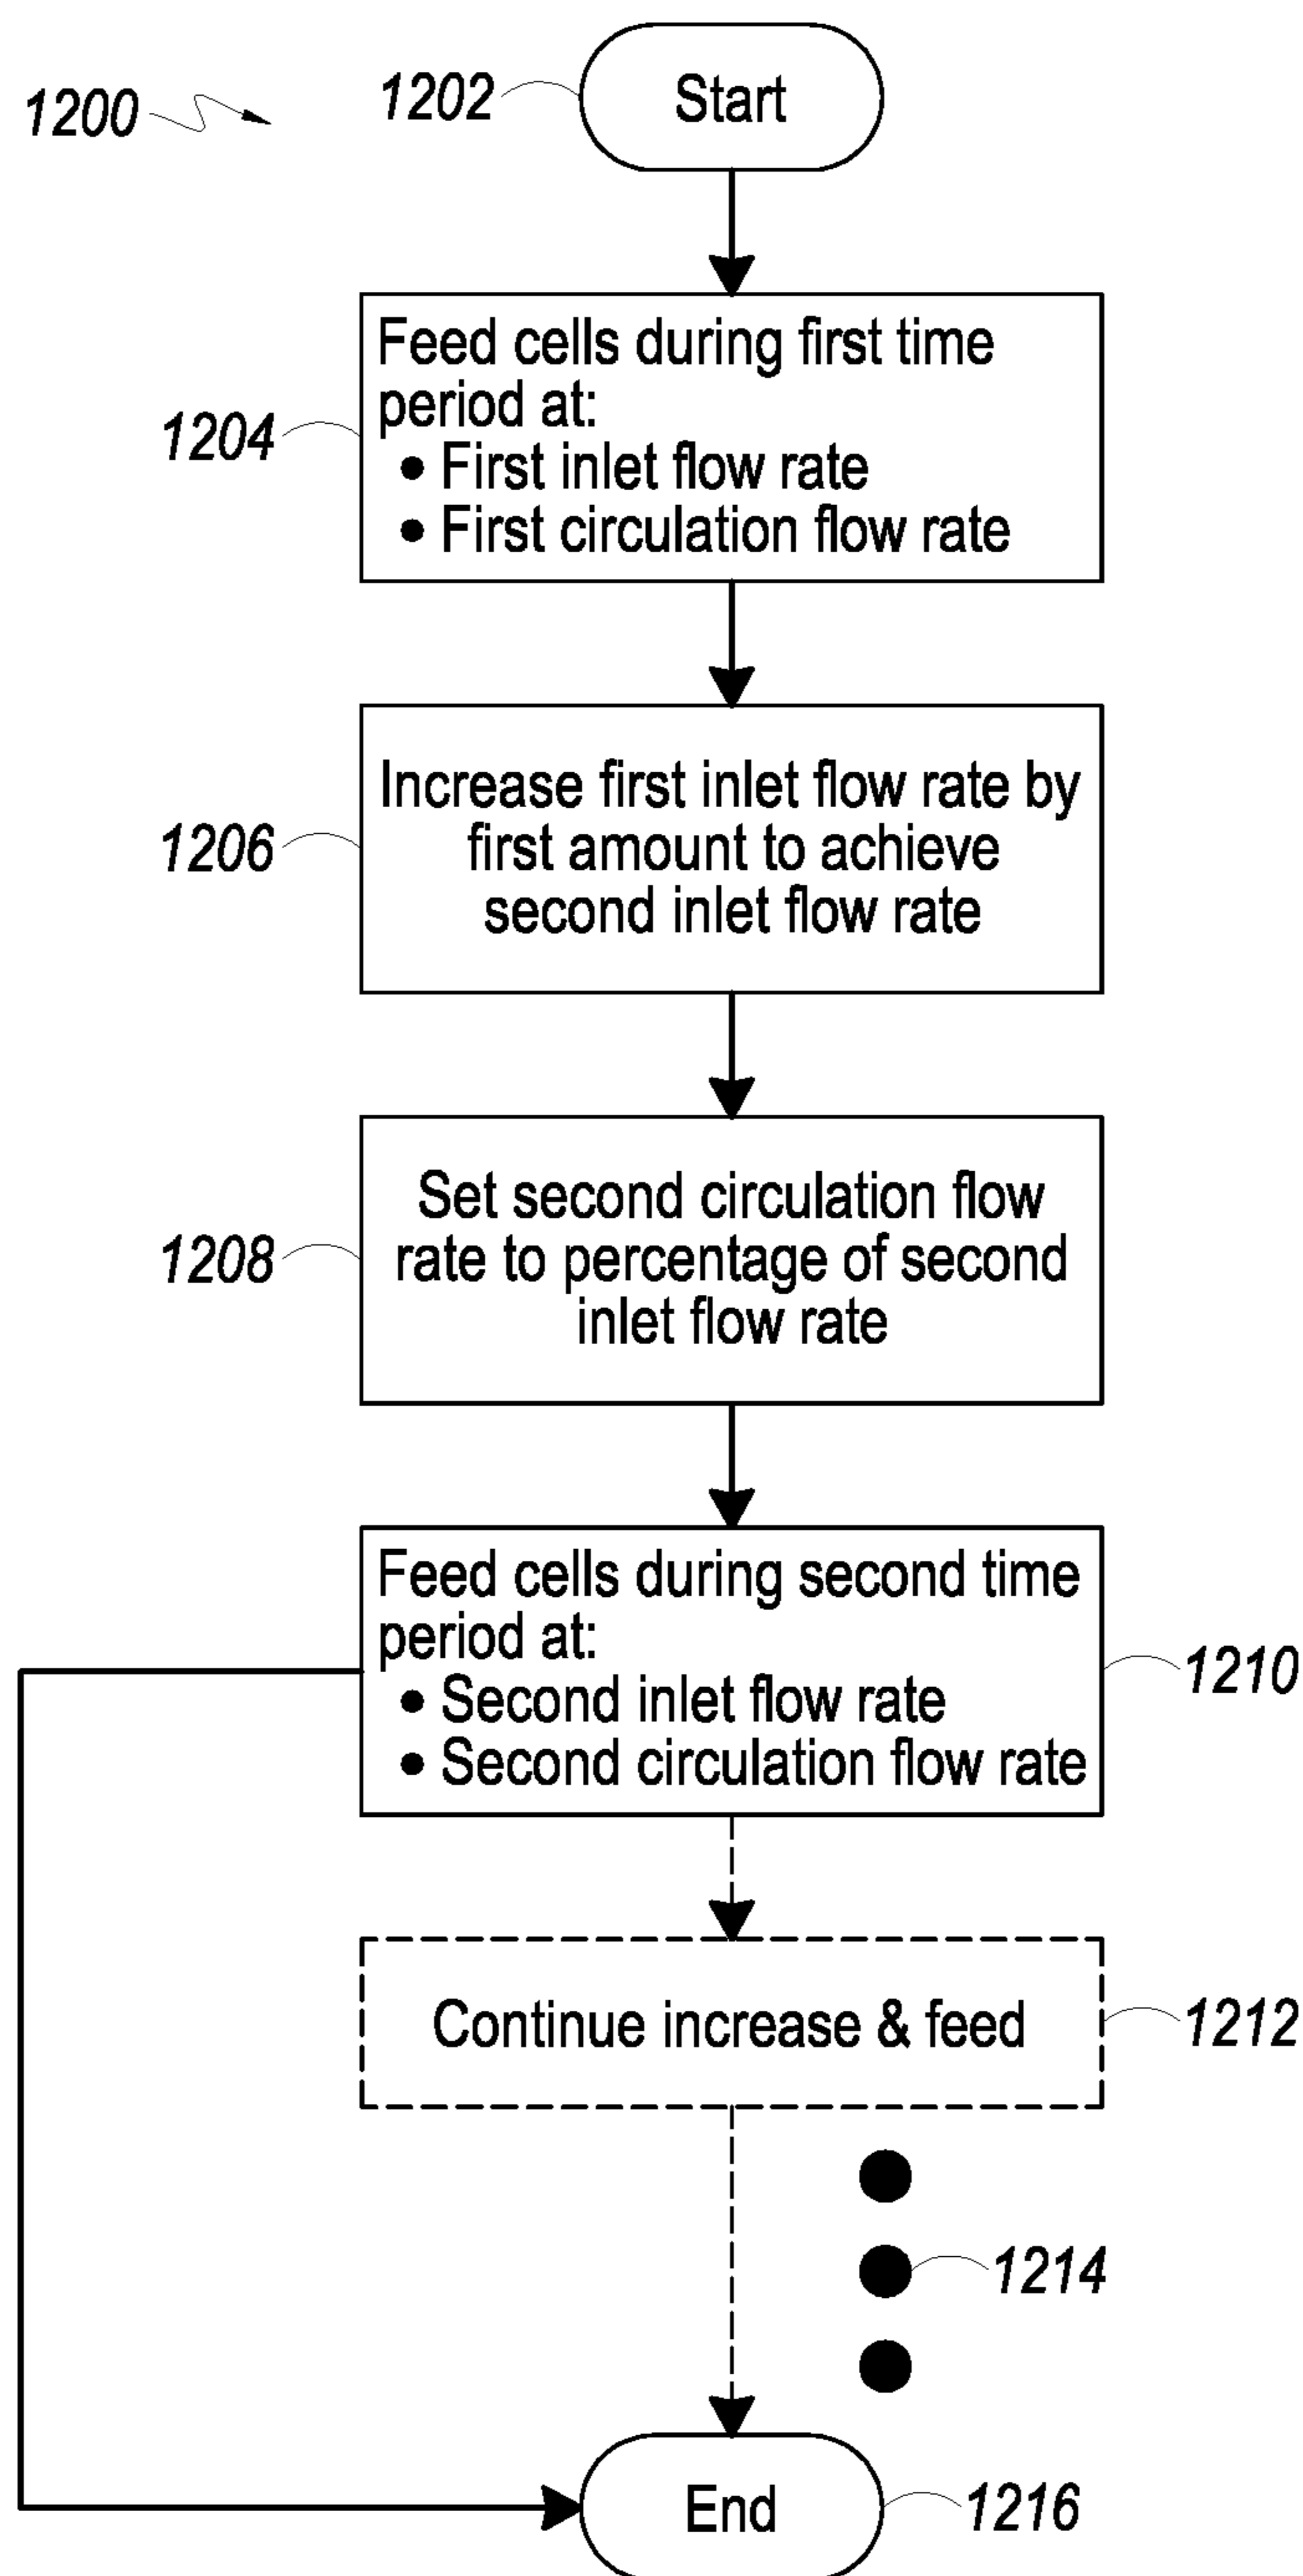 1200
1202
Start
Feed cells during first time
period at:
• First inlet flow rate
• First circulation flow rate
1204
Increase first inlet flow rate by
first amount to achieve
second inlet flow rate
1206
Set second circulation flow
rate to percentage of second
inlet flow rate
1208
Feed cells during second time
period at:
• Second inlet flow rate
• Second circulation flow rate
1210
Continue increase & feed
1212
1214
End
1216